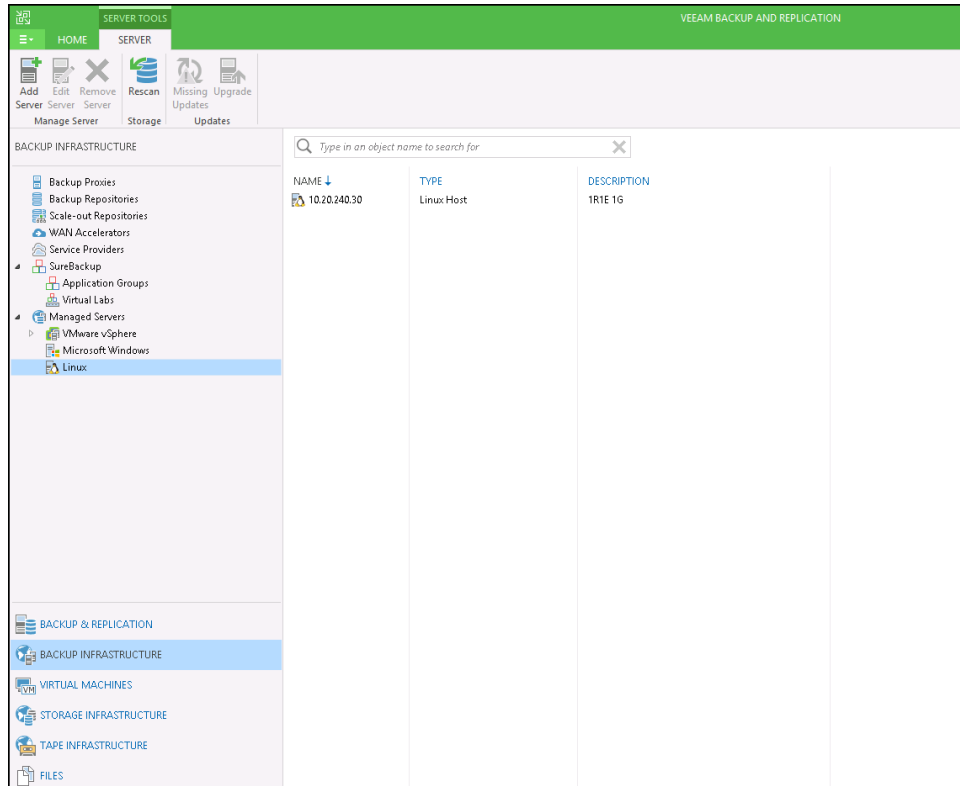 SERVER TOOLS
VEEAM BACKUP AND REPLICATION
HOME SERVER
Add Server
Edit Server
Remove Server
Rescan
Missing Updates
Upgrade
Manage Server Storage Updates
BACKUP INFRASTRUCTURE
Type in an object name to search for
Backup Proxies
Backup Repositories
Scale-out Repositories
WAN Accelerators
Service Providers
SureBackup
Application Groups
Virtual Labs
Managed Servers
VMware vSphere
Microsoft Windows
Linux
NAME TYPE DESCRIPTION
10.20.240.30 Linux Host 1R1E 1G
BACKUP & REPLICATION
BACKUP INFRASTRUCTURE
VM VIRTUAL MACHINES
STORAGE INFRASTRUCTURE
TAPE INFRASTRUCTURE
FILES